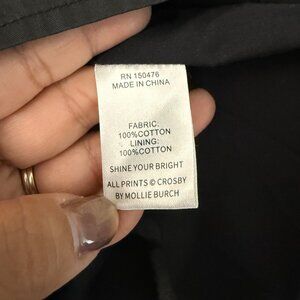 RN 150476
MADE IN CHINA
FABRIC:
100%COTTON
LINING:
100%COTTON
SHINE YOUR BRIGHT
ALL PRINTS © CROSBY
BY MOLLIE BURCH